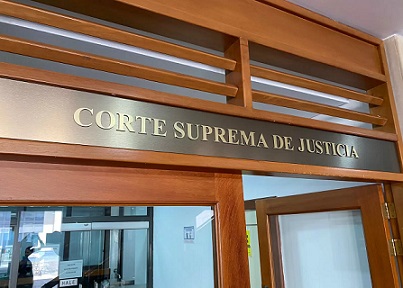 CORTE SUPREMA DE JUSTICIA